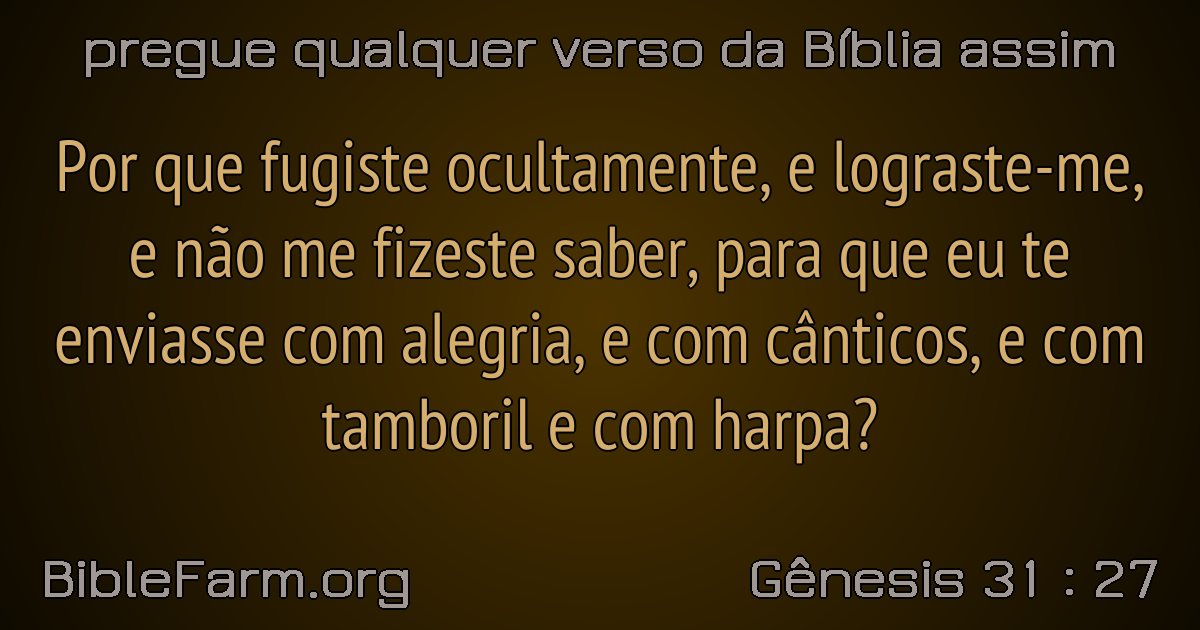 pregue qualquer verso da Bíblia assim
Por que fugiste ocultamente, e lograste-me,
e não me fizeste saber, para que eu te
enviasse com alegria, e com cânticos, e com
tamboril e com harpa?
BibleFarm.org
Gênesis 31 : 27